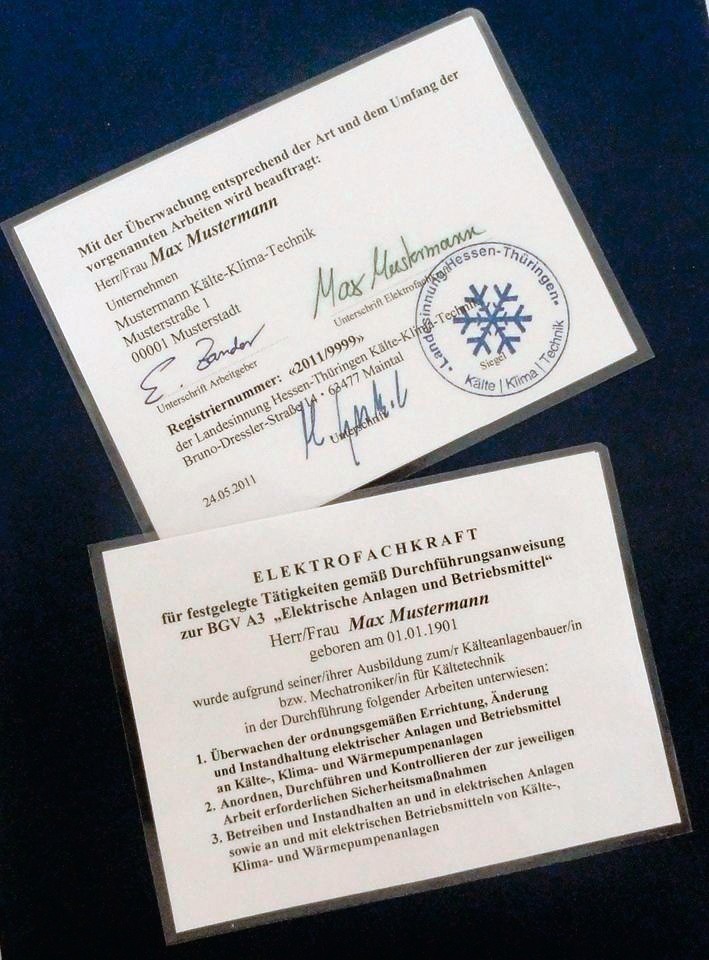 Mit der Überwachung entsprechend der Art und dem Umfang der
vorgenannten Arbeiten wird beauftragt:
Herr/Frau Max Mustermann
Unternehmen
Mustermann Kälte-Klima-Technik
Musterstraße 1
00001 Musterstadt
Max Mustermann
Unterschrift Elektrofachkraft
E. Zander
Unterschrift Arbeitgeber
Registriernummer: «2011/9999»
der Landesinnung Hessen-Thüringen Kälte-Klima-Technik
Bruno-Dressler-Straße 14 · 63477 Maintal
Unterschrift
Siegel
•Landesinnung Hessen-Thüringen•
Kälte | Klima | Technik
24.05.2011
ELEKTROFACHKRAFT
für festgelegte Tätigkeiten gemäß Durchführungsanweisung
zur BGV A3 „Elektrische Anlagen und Betriebsmittel“
Herr/Frau Max Mustermann
geboren am 01.01.1901
wurde aufgrund seiner/ihrer Ausbildung zum/r Kälteanlagenbauer/in
bzw. Mechatroniker/in für Kältetechnik
in der Durchführung folgender Arbeiten unterwiesen:
1. Überwachen der ordnungsgemäßen Errichtung, Änderung
und Instandhaltung elektrischer Anlagen und Betriebsmittel
an Kälte-, Klima- und Wärmepumpenanlagen
2. Anordnen, Durchführen und Kontrollieren der zur jeweiligen
Arbeit erforderlichen Sicherheitsmaßnahmen
3. Betreiben und Instandhalten an und in elektrischen Anlagen
sowie an und mit elektrischen Betriebsmitteln von Kälte-,
Klima- und Wärmepumpenanlagen